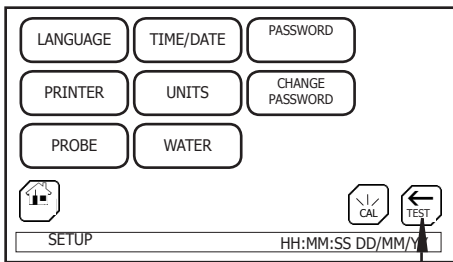 LANGUAGE TIME/DATE PASSWORD
PRINTER UNITS CHANGE
PASSWORD
PROBE WATER
CAL TEST
SETUP HH:MM:SS DD/MM/YY